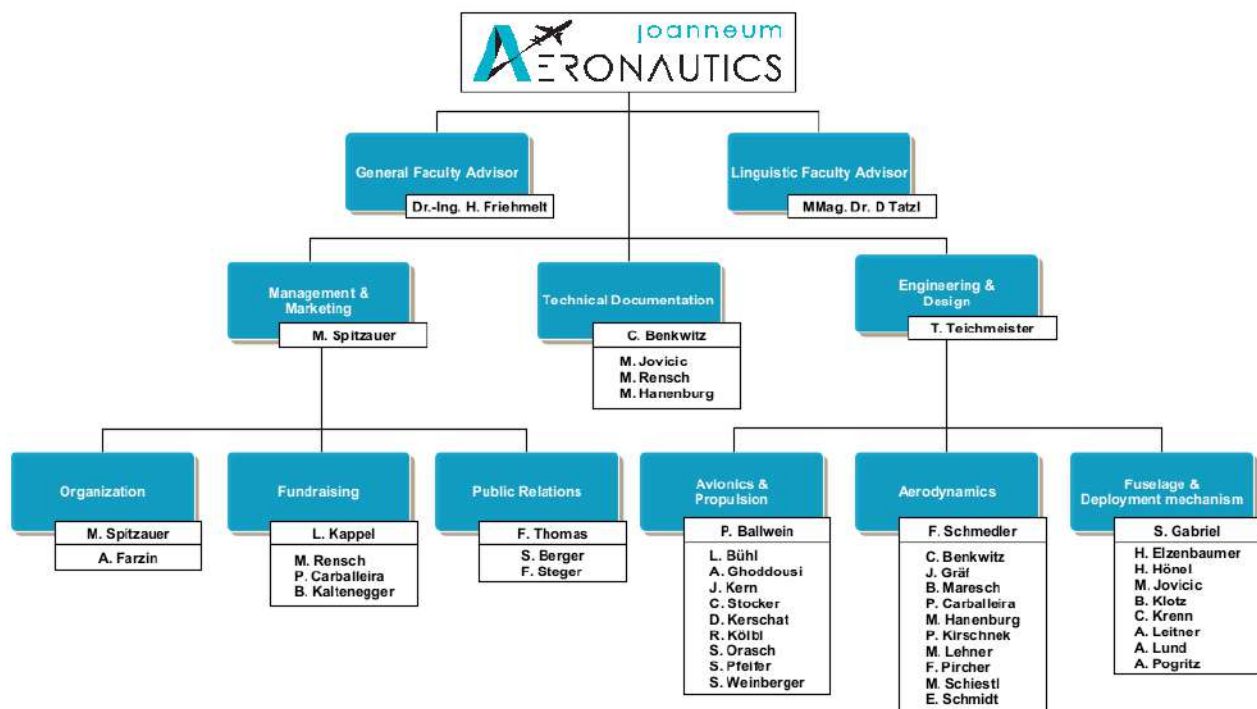 joanneum
AERONAUTICS
General Faculty Advisor
Dr.-Ing. H. Friehmelt
Linguistic Faculty Advisor
MMag. Dr. D Tatzl
Management &
Marketing
M. Spitzauer
Technical Documentation
C. Benkwitz
M. Jovicic
M. Rensch
M. Hanenburg
Engineering &
Design
T. Teichmeister
Organization
M. Spitzauer
A. Farzin
Fundraising
L. Kappel
M. Rensch
P. Carballeira
B. Kaltenegger
Public Relations
F. Thomas
S. Berger
F. Steger
Avionics &
Propulsion
P. Ballwein
L. Bühl
A. Ghoddousi
J. Kern
C. Stocker
D. Kerschat
R. Kölbl
S. Orasch
S. Pfeifer
S. Weinberger
Aerodynamics
F. Schmedler
C. Benkwitz
J. Gräf
B. Maresch
P. Carballeira
M. Hanenburg
P. Kirschnek
M. Lehner
F. Pircher
M. Schiestl
E. Schmidt
Fuselage &
Deployment mechanism
S. Gabriel
H. Elzenbaumer
H. Hönel
M. Jovicic
B. Klotz
C. Krenn
A. Leitner
A. Lund
A. Pogritz